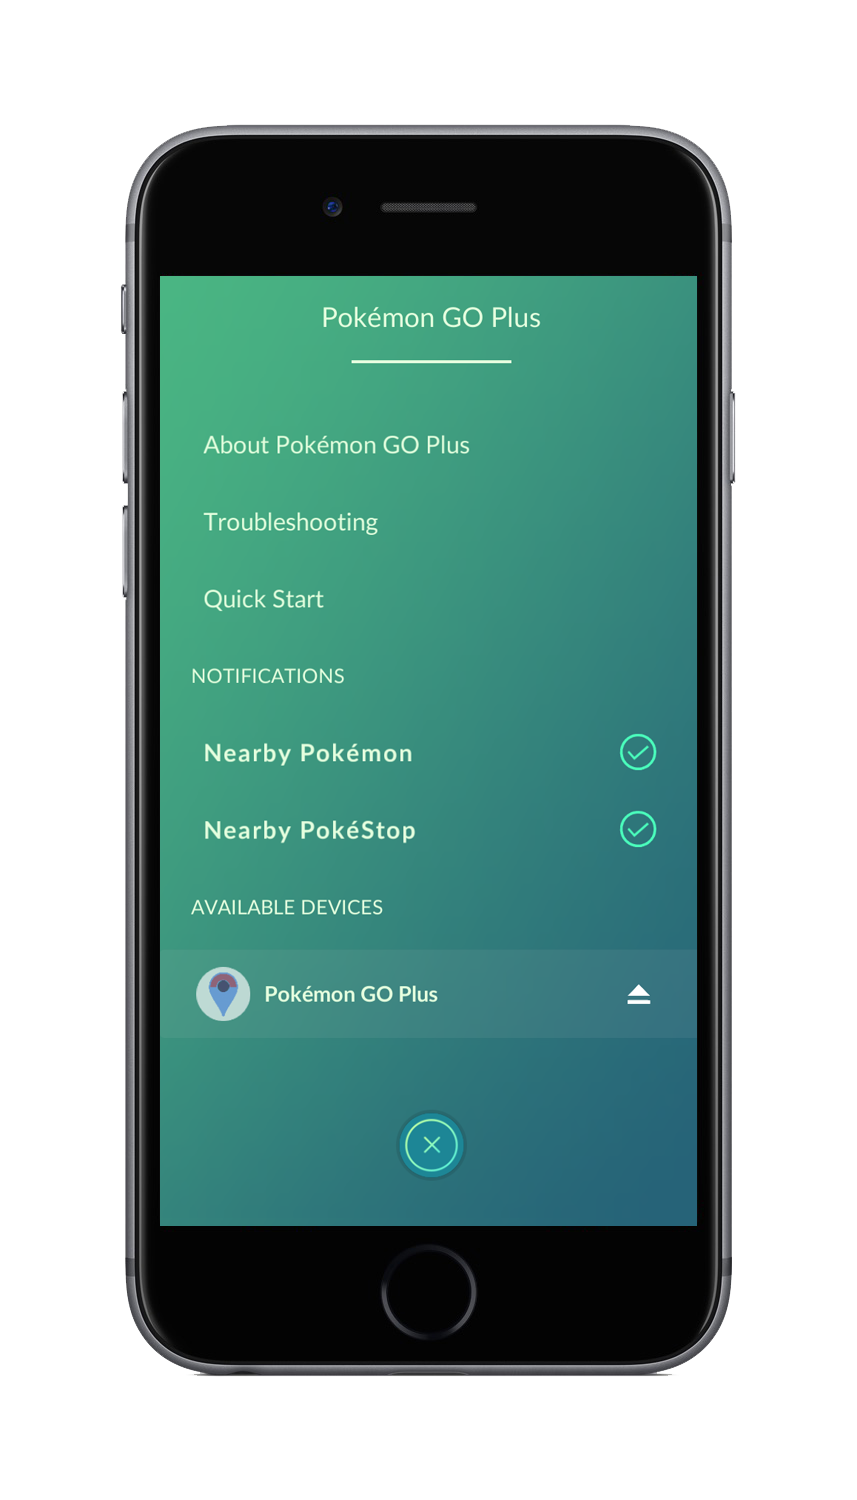 Pokémon GO Plus
About Pokémon GO Plus
Troubleshooting
Quick Start
NOTIFICATIONS
Nearby Pokémon
Nearby PokéStop
AVAILABLE DEVICES
Pokémon GO Plus